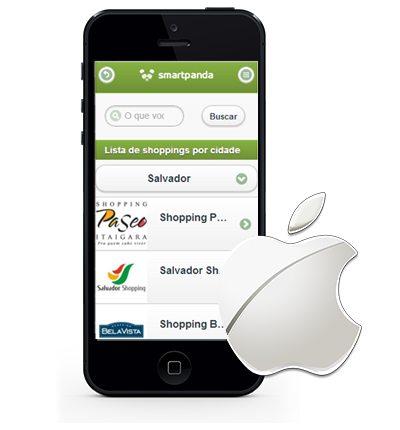 smartpanda
O que voc
Buscar
Lista de shoppings por cidade
Salvador
SHOPPING
Paseo
ITAIGARA
Pra quem sabe viver
Shopping P...
Salvador Shopping
Salvador Sh...
BELAVISTA
Shopping B...